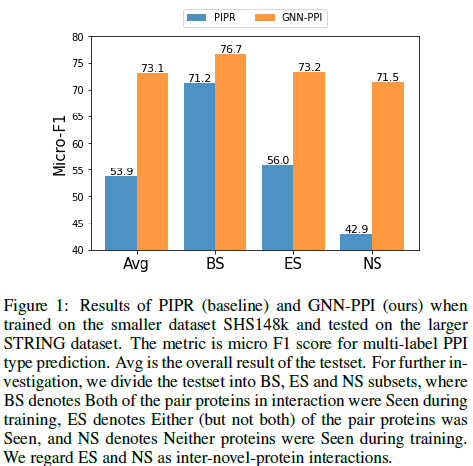 PIPR GNN-PPI
80
75
70
65
60
55
50
45
40
Micro-F1
53.9 73.1 71.2 76.7 56.0 73.2 42.9 71.5
Avg BS ES NS
Figure 1: Results of PIPR (baseline) and GNN-PPI (ours) when
trained on the smaller dataset SHS148k and tested on the larger
STRING dataset. The metric is micro F1 score for multi-label PPI
type prediction. Avg is the overall result of the testset. For further in-
vestigation, we divide the testset into BS, ES and NS subsets, where
BS denotes Both of the pair proteins in interaction were Seen during
training, ES denotes Either (but not both) of the pair proteins was
Seen, and NS denotes Neither proteins were Seen during training.
We regard ES and NS as inter-novel-protein interactions.